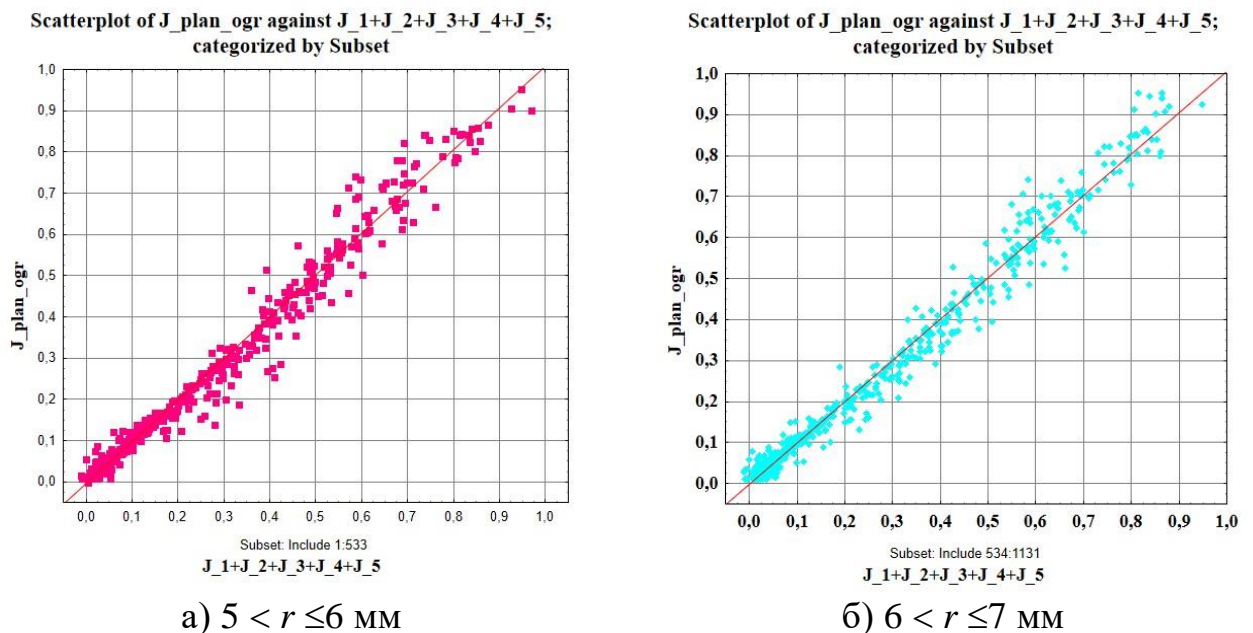 Scatterplot of J_plan_ogr against J_1+J_2+J_3+J_4+J_5;
categorized by Subset
1,0
0,9
0,8
0,7
0,6
0,5
0,4
0,3
0,2
0,1
0,0
J_plan_ogr
0,0 0,1 0,2 0,3 0,4 0,5 0,6 0,7 0,8 0,9 1,0
Subset: Include 1:533
J_1+J_2+J_3+J_4+J_5
а) 5 < r ≤6 мм
Scatterplot of J_plan_ogr against J_1+J_2+J_3+J_4+J_5;
categorized by Subset
1,0
0,9
0,8
0,7
0,6
0,5
0,4
0,3
0,2
0,1
0,0
J_plan_ogr
0,0 0,1 0,2 0,3 0,4 0,5 0,6 0,7 0,8 0,9 1,0
Subset: Include 534:1131
J_1+J_2+J_3+J_4+J_5
б) 6 < r ≤7 мм